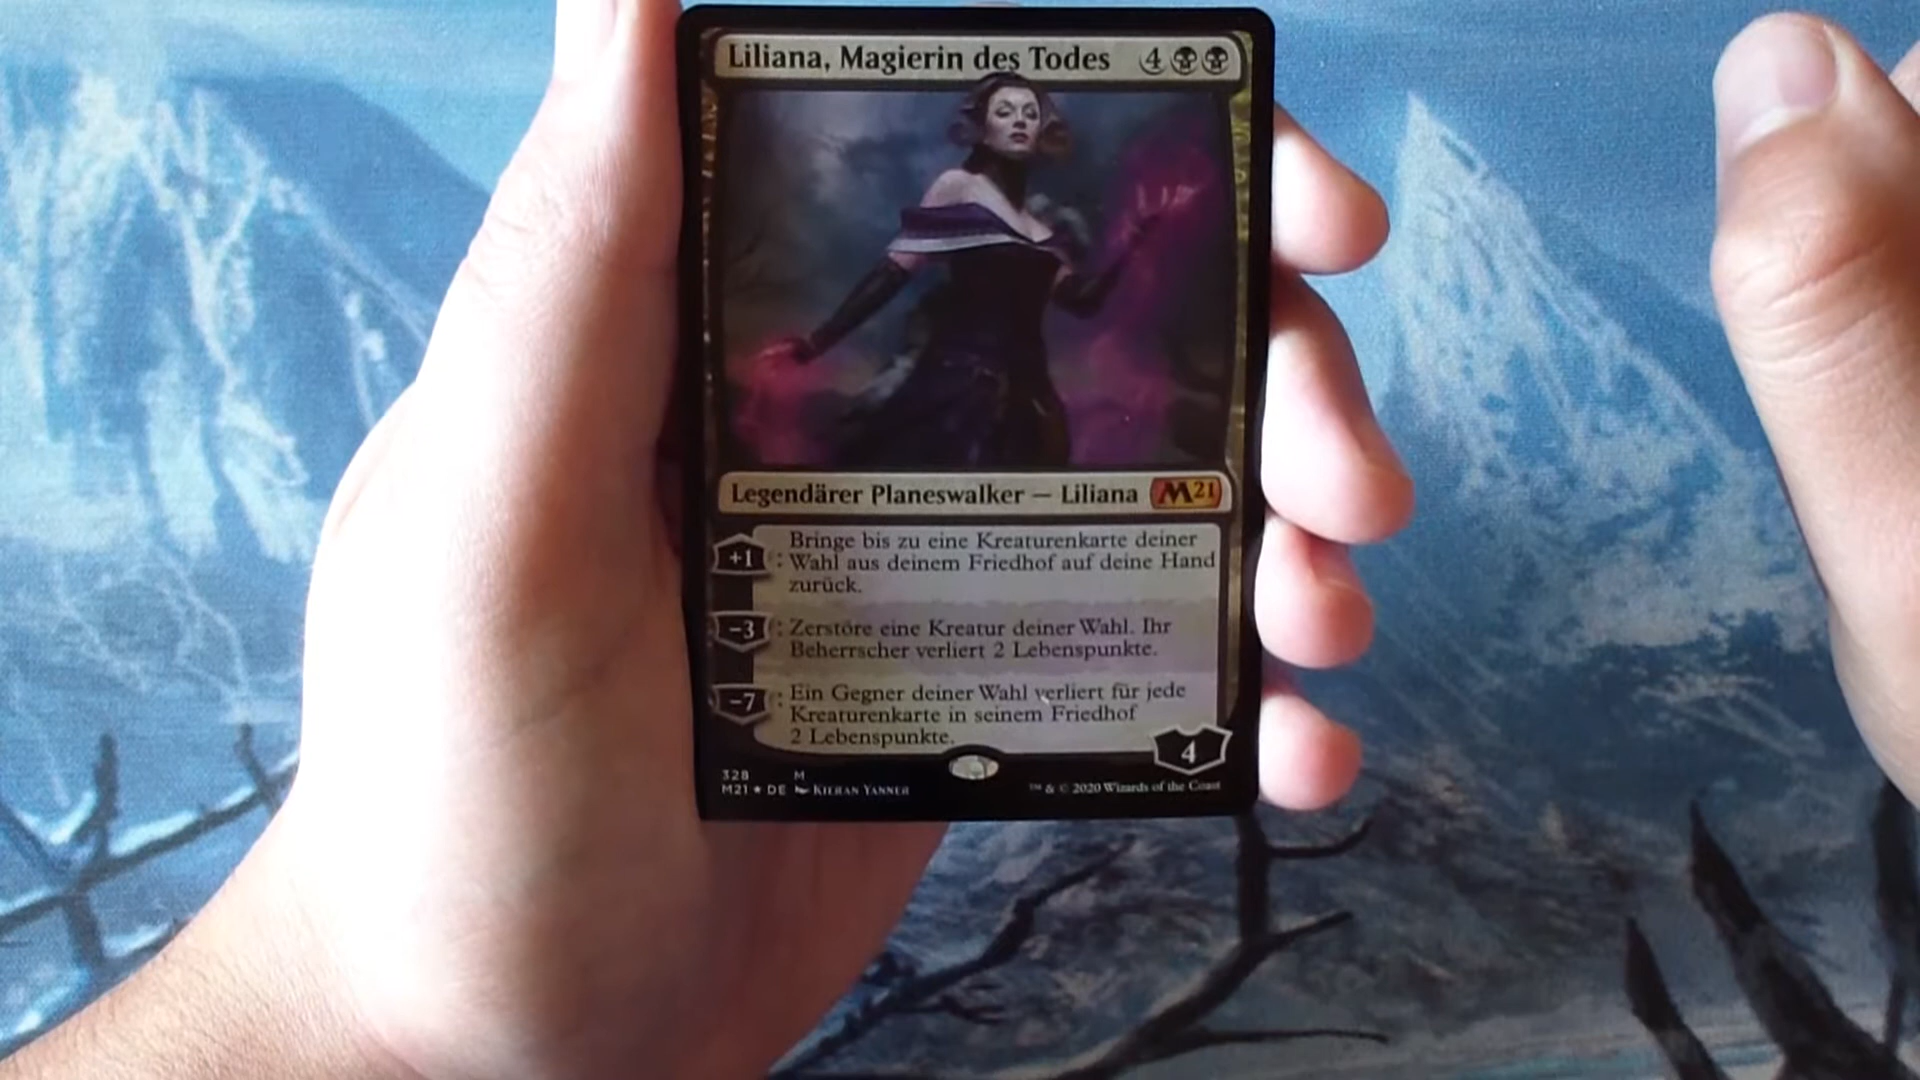 Liliana, Magierin des Todes 4
Legendärer Planeswalker — Liliana M21
+1 : Bringe bis zu eine Kreaturenkarte deiner
Wahl aus deinem Friedhof auf deine Hand
zurück.
−3 : Zerstöre eine Kreatur deiner Wahl. Ihr
Beherrscher verliert 2 Lebenspunkte.
−7 : Ein Gegner deiner Wahl verliert für jede
Kreaturenkarte in seinem Friedhof
2 Lebenspunkte.
4
328 M
M21 ★ DE Kieran Yanner
™ & © 2020 Wizards of the Coast